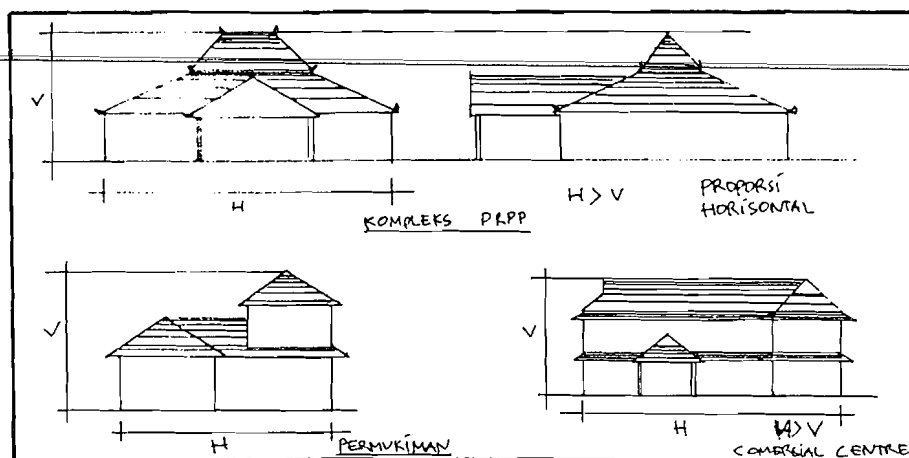 V
H
KOMPLEKS PRPP
H > V
PROPORSI
HORISONTAL
V
H
PERMUKIMAN
V
H
H > V
COMERCIAL CENTRE